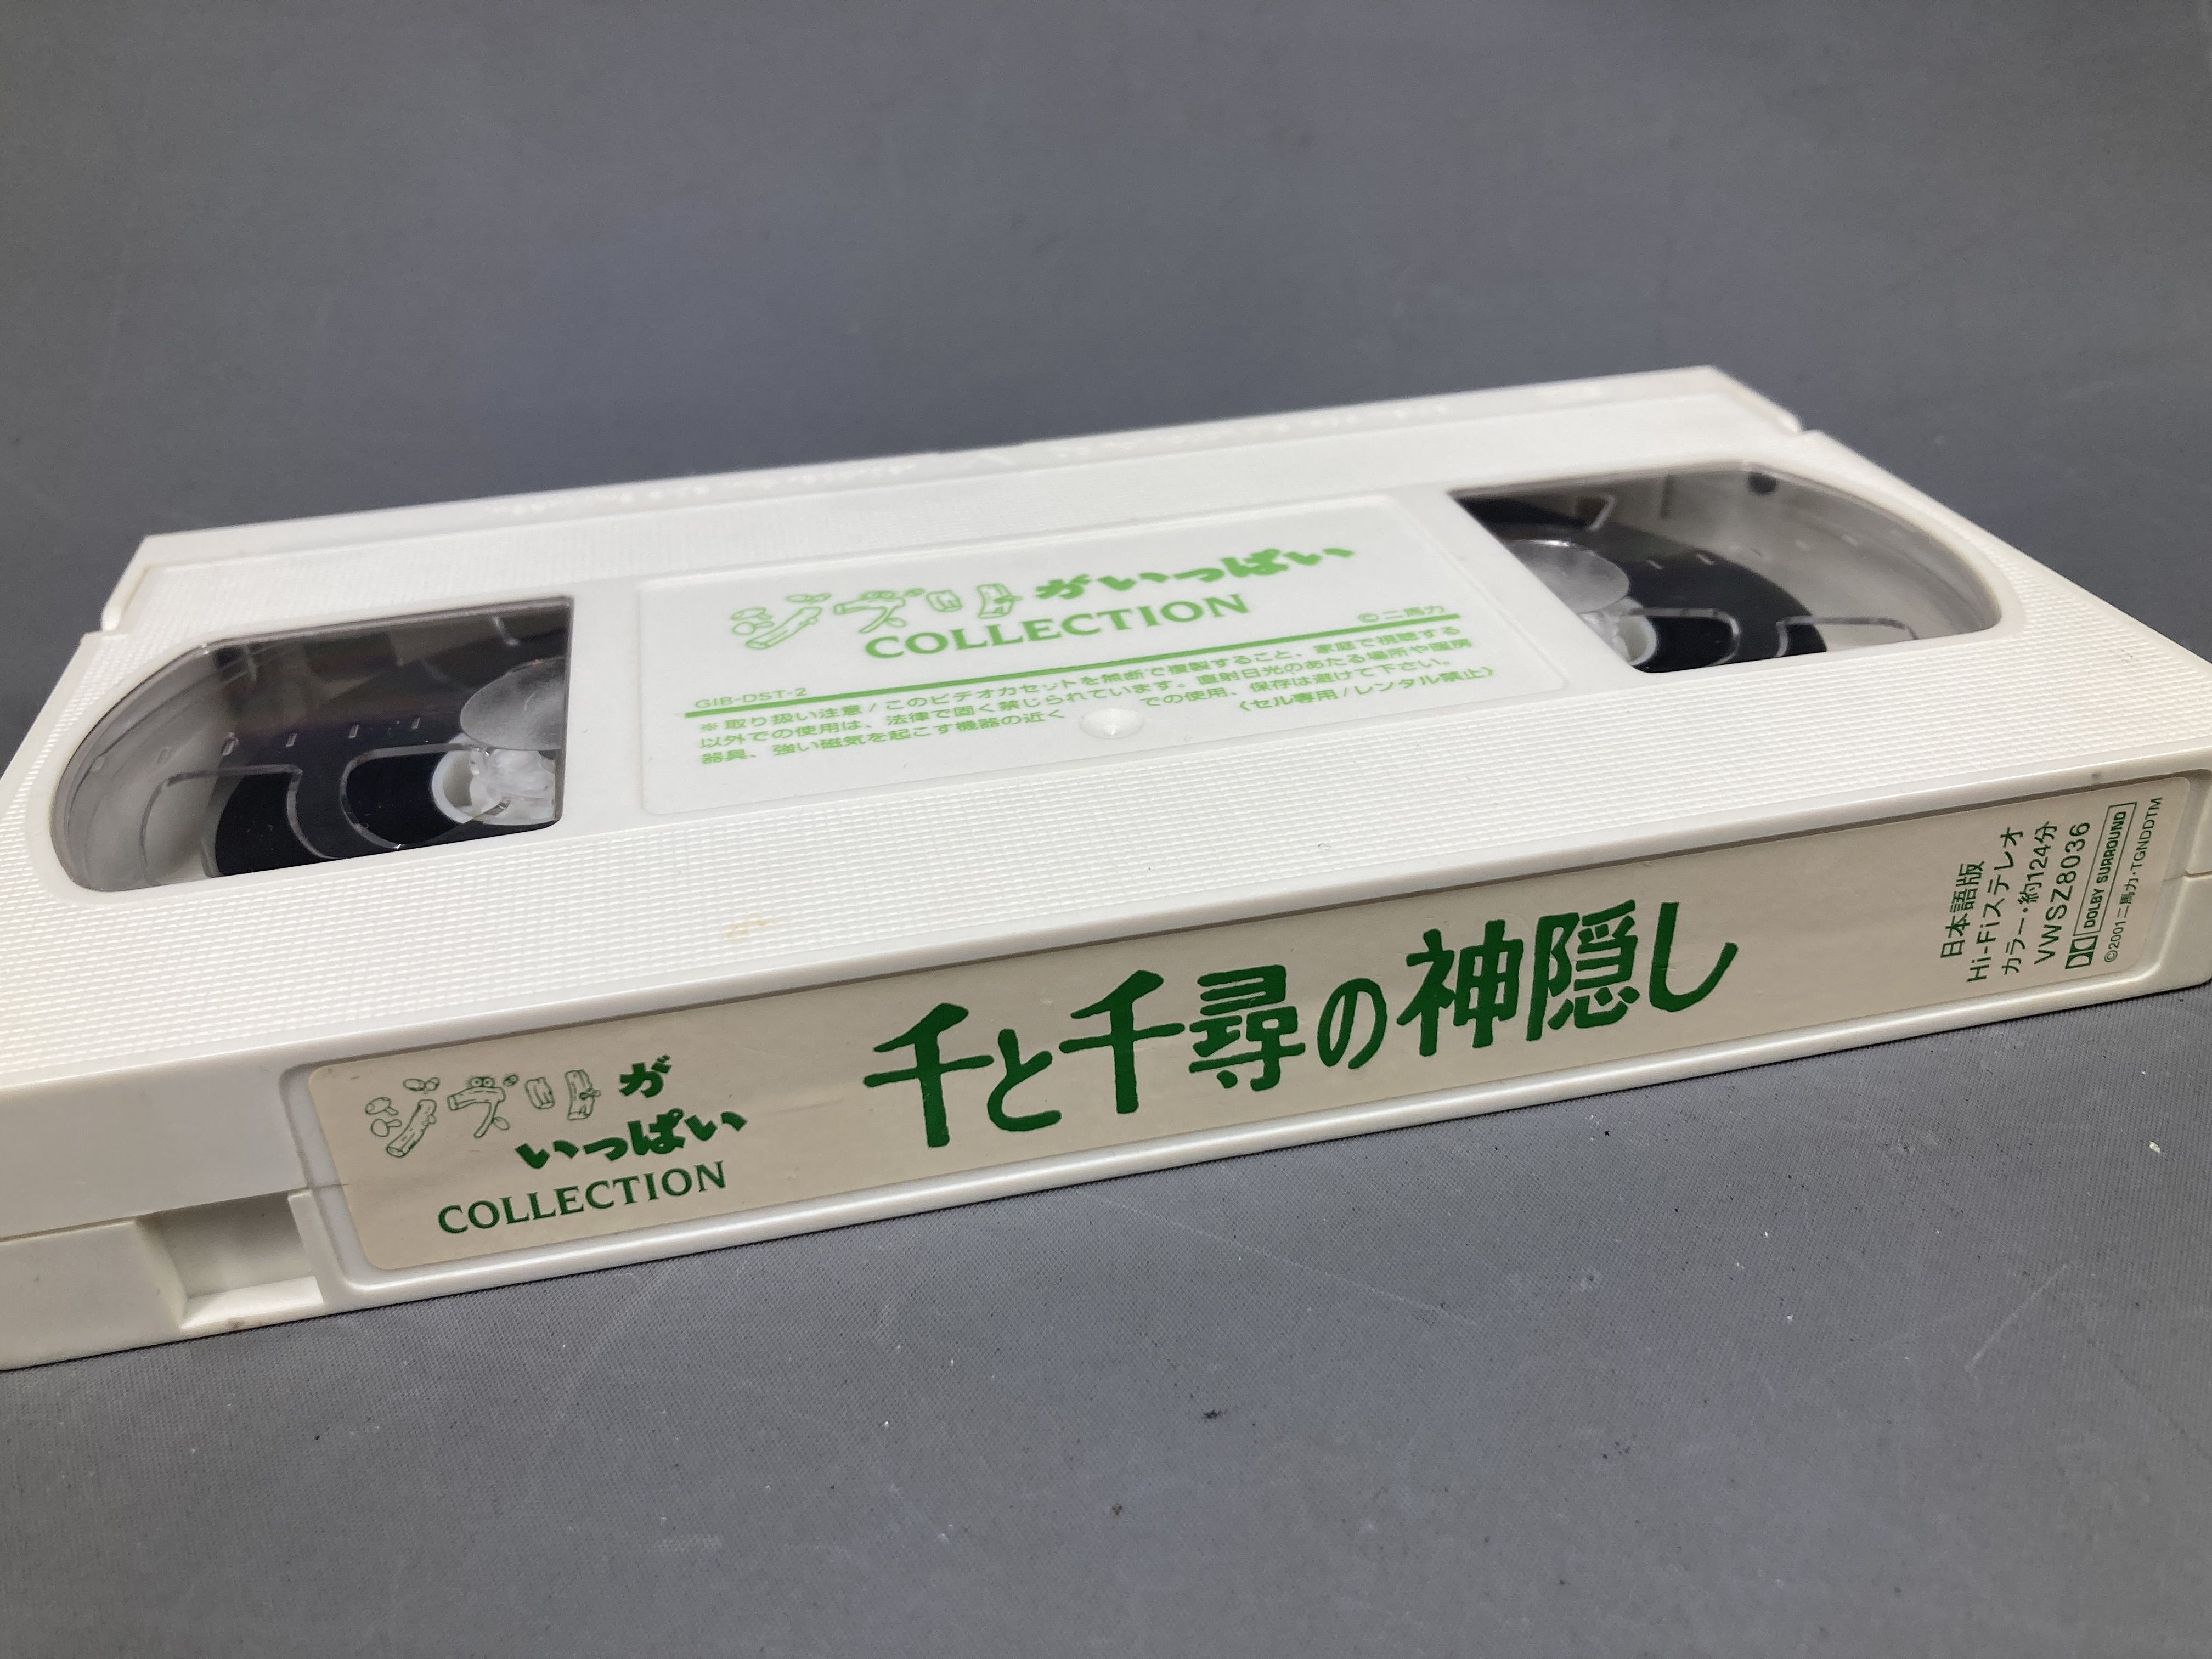 ジブリがいっぱい
COLLECTION
©二馬力
GIB-DST-2
※取り扱い注意/このビデオカセットを無断で複製すること、家庭で視聴する
以外での使用は、法律で固く禁じられています。直射日光のあたる場所や暖房
器具、強い磁気を起こす機器の近く での使用、保存は避けて下さい。
《セル専用/レンタル禁止》
ジブリが
いっぱい
COLLECTION
千と千尋の神隠し
日本語版
Hi-Fiステレオ
カラー・約124分
VWSZ8036
DOLBY SURROUND
©2001二馬力・TGNDDTM